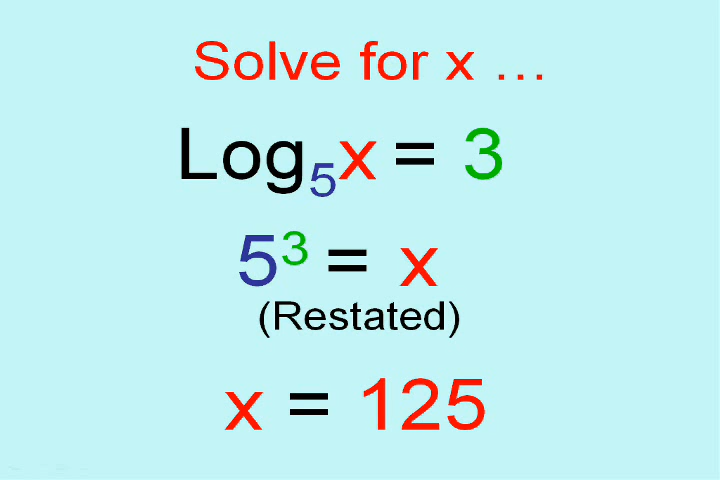 Solve for x …
Log₅x = 3
5³ = x
(Restated)
x = 125